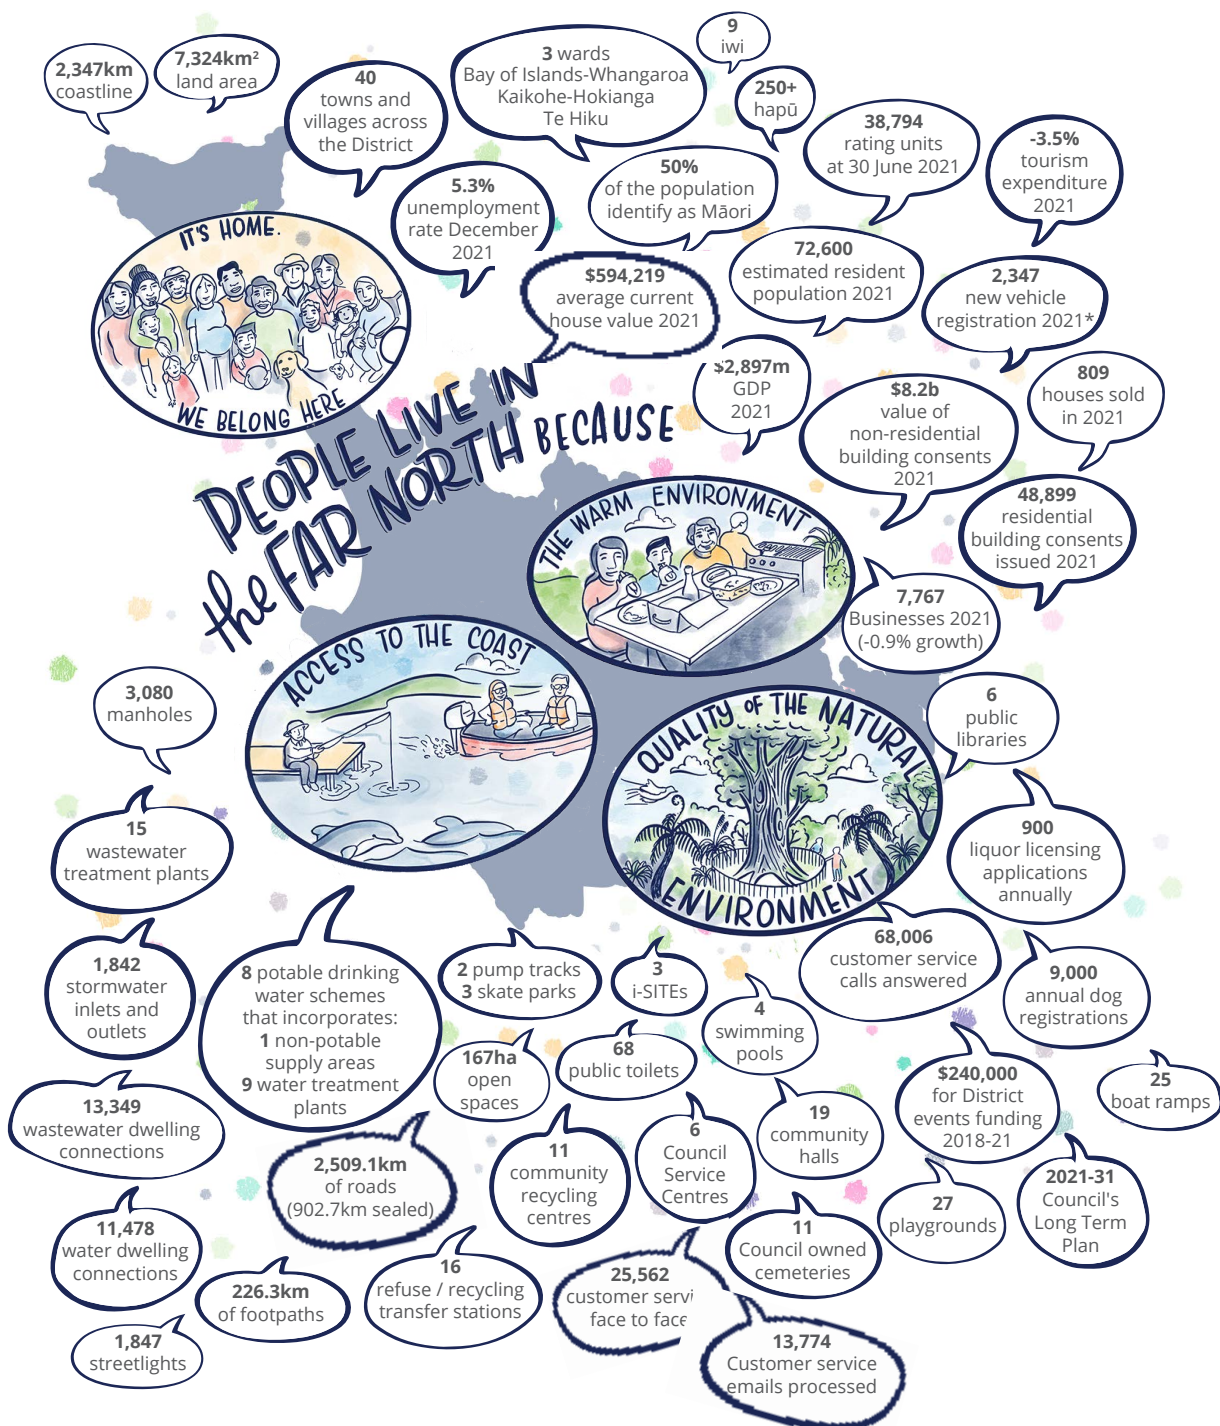 2,347km
coastline
7,324km²
land area
40
towns and
villages across
the District
3 wards
Bay of Islands-Whangaroa
Kaikohe-Hokianga
Te Hiku
9
iwi
250+
hapū
38,794
rating units
at 30 June 2021
-3.5%
tourism
expenditure
2021
5.3%
unemployment
rate December
2021
50%
of the population
identify as Māori
72,600
estimated resident
population 2021
2,347
new vehicle
registration 2021*
$594,219
average current
house value 2021
IT'S HOME.
WE BELONG HERE
$2,897m
GDP
2021
$8.2b
value of
non-residential
building consents
2021
809
houses sold
in 2021
PEOPLE LIVE IN
the FAR NORTH BECAUSE
48,899
residential
building consents
issued 2021
THE WARM ENVIRONMENT
7,767
Businesses 2021
(-0.9% growth)
ACCESS TO THE COAST
QUALITY OF THE NATURAL
ENVIRONMENT
6
public
libraries
3,080
manholes
15
wastewater
treatment plants
900
liquor licensing
applications
annually
1,842
stormwater
inlets and
outlets
8 potable drinking
water schemes
that incorporates:
1 non-potable
supply areas
9 water treatment
plants
2 pump tracks
3 skate parks
3
i-SITEs
4
swimming
pools
68,006
customer service
calls answered
9,000
annual dog
registrations
167ha
open
spaces
68
public toilets
$240,000
for District
events funding
2018-21
25
boat ramps
13,349
wastewater dwelling
connections
2,509.1km
of roads
(902.7km sealed)
11
community
recycling
centres
6
Council
Service
Centres
19
community
halls
27
playgrounds
2021-31
Council's
Long Term
Plan
11,478
water dwelling
connections
226.3km
of footpaths
16
refuse / recycling
transfer stations
25,562
customer servi
face to face
11
Council owned
cemeteries
1,847
streetlights
13,774
Customer service
emails processed